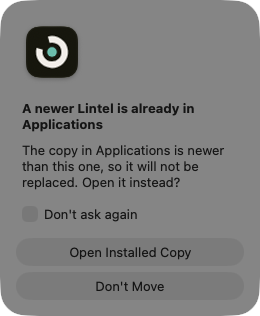 A newer Lintel is already in
Applications
The copy in Applications is newer
than this one, so it will not be
replaced. Open it instead?
Don't ask again
Open Installed Copy
Don't Move